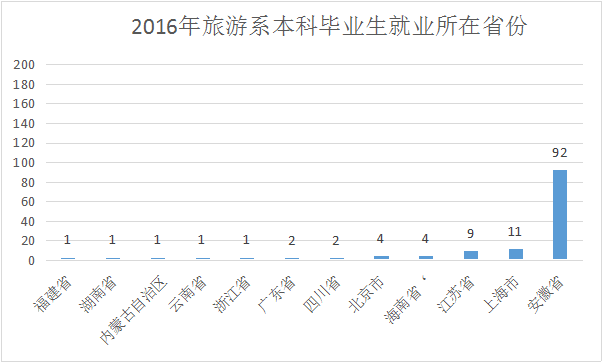 2016年旅游系本科毕业生就业所在省份
200
180
160
140
120
100
80
60
40
20
0
1
1
1
1
1
2
2
4
4
9
11
92
福建省
湖南省
内蒙古自治区
云南省
浙江省
广东省
四川省
北京市
海南省‘
江苏省
上海市
安徽省